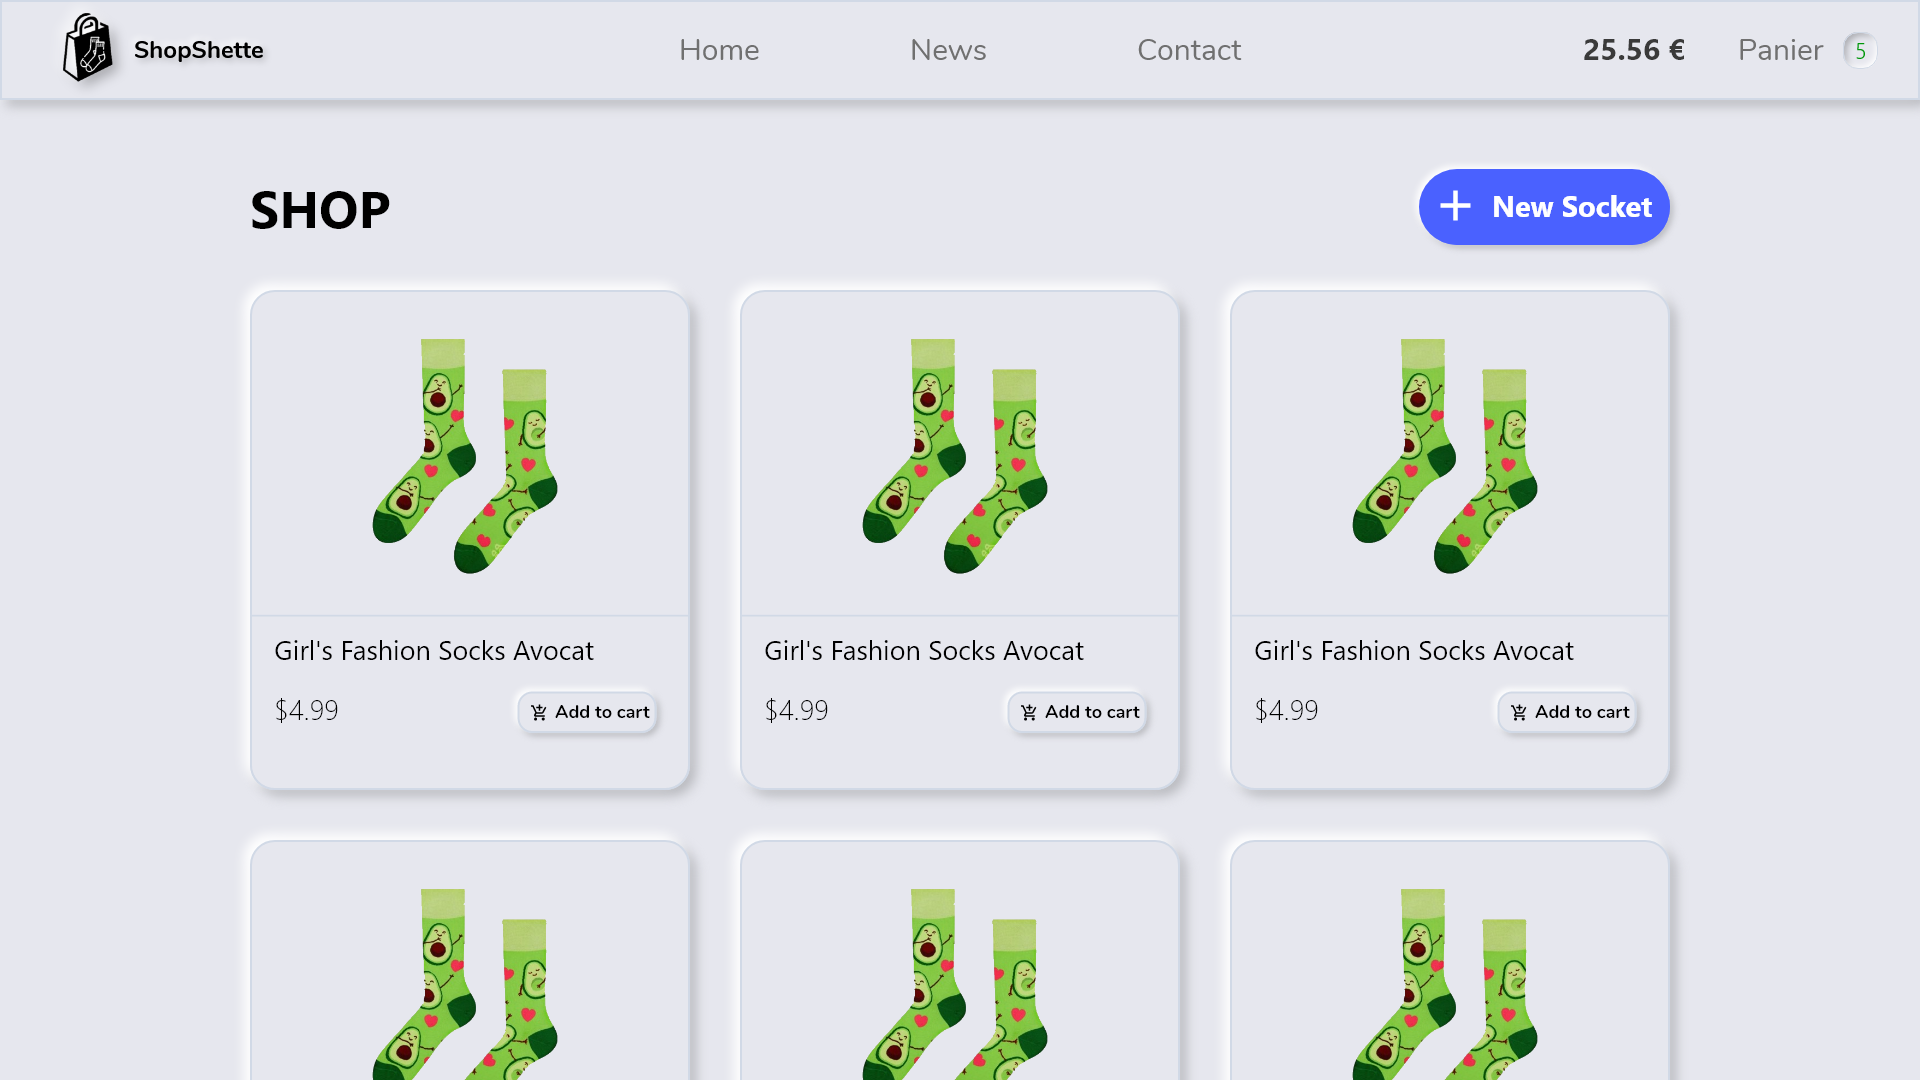 ShopShette
Home
News
Contact
25.56 €
Panier
5
SHOP
New Socket
Girl's Fashion Socks Avocat
$4.99
Add to cart
Girl's Fashion Socks Avocat
$4.99
Add to cart
Girl's Fashion Socks Avocat
$4.99
Add to cart